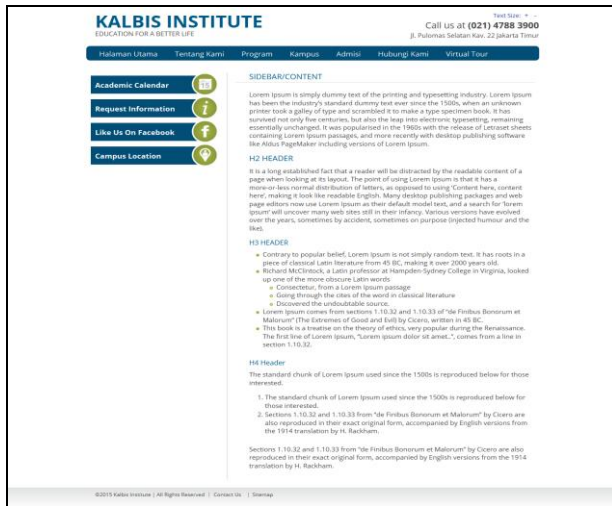 KALBIS INSTITUTE
EDUCATION FOR A BETTER LIFE
Text Size: + -
Call us at (021) 4788 3900
Jl. Pulomas Selatan Kav. 22 Jakarta Timur
Halaman Utama Tentang Kami Program Kampus Admisi Hubungi Kami Virtual Tour
Academic Calendar
15
Request Information
i
Like Us On Facebook
f
Campus Location
SIDEBAR/CONTENT
Lorem Ipsum is simply dummy text of the printing and typesetting industry. Lorem Ipsum
has been the industry's standard dummy text ever since the 1500s, when an unknown
printer took a galley of type and scrambled it to make a type specimen book. It has
survived not only five centuries, but also the leap into electronic typesetting, remaining
essentially unchanged. It was popularised in the 1960s with the release of Letraset sheets
containing Lorem Ipsum passages, and more recently with desktop publishing software
like Aldus PageMaker including versions of Lorem Ipsum.
H2 HEADER
It is a long established fact that a reader will be distracted by the readable content of a
page when looking at its layout. The point of using Lorem Ipsum is that it has a
more-or-less normal distribution of letters, as opposed to using 'Content here, content
here', making it look like readable English. Many desktop publishing packages and web
page editors now use Lorem Ipsum as their default model text, and a search for 'lorem
ipsum' will uncover many web sites still in their infancy. Various versions have evolved
over the years, sometimes by accident, sometimes on purpose (injected humour and the
like).
H3 HEADER
Contrary to popular belief, Lorem Ipsum is not simply random text. It has roots in a
piece of classical Latin literature from 45 BC, making it over 2000 years old.
Richard McClintock, a Latin professor at Hampden-Sydney College in Virginia, looked
up one of the more obscure Latin words
Consectetur, from a Lorem Ipsum passage
Going through the cites of the word in classical literature
Dscovered the undoubtable source.
Lorem Ipsum comes from sections 1.10.32 and 1.10.33 of "de Finibus Bonorum et
Malorum" (The Extremes of Good and Evil) by Cicero, written in 45 BC.
This book is a treatise on the theory of ethics, very popular during the Renaissance.
The first line of Lorem Ipsum, "Lorem ipsum dolor sit amet..", comes from a line in
section 1.10.32.
H4 Header
The standard chunk of Lorem Ipsum used since the 1500s is reproduced below for those
interested.
1. The standard chunk of Lorem Ipsum used since the 1500s is reproduced below for
those interested.
2. Sections 1.10.32 and 1.10.33 from "de Finibus Bonorum et Malorum" by Cicero are
also reproduced in their exact original form, accompanied by English versions from
the 1914 translation by H. Rackham.
Sections 1.10.32 and 1.10.33 from "de Finibus Bonorum et Malorum" by Cicero are also
reproduced in their exact original form, accompanied by English versions from the 1914
translation by H. Rackham.
©2015 Kalbis Institute | All Rights Reserved | Contact Us | Sitemap